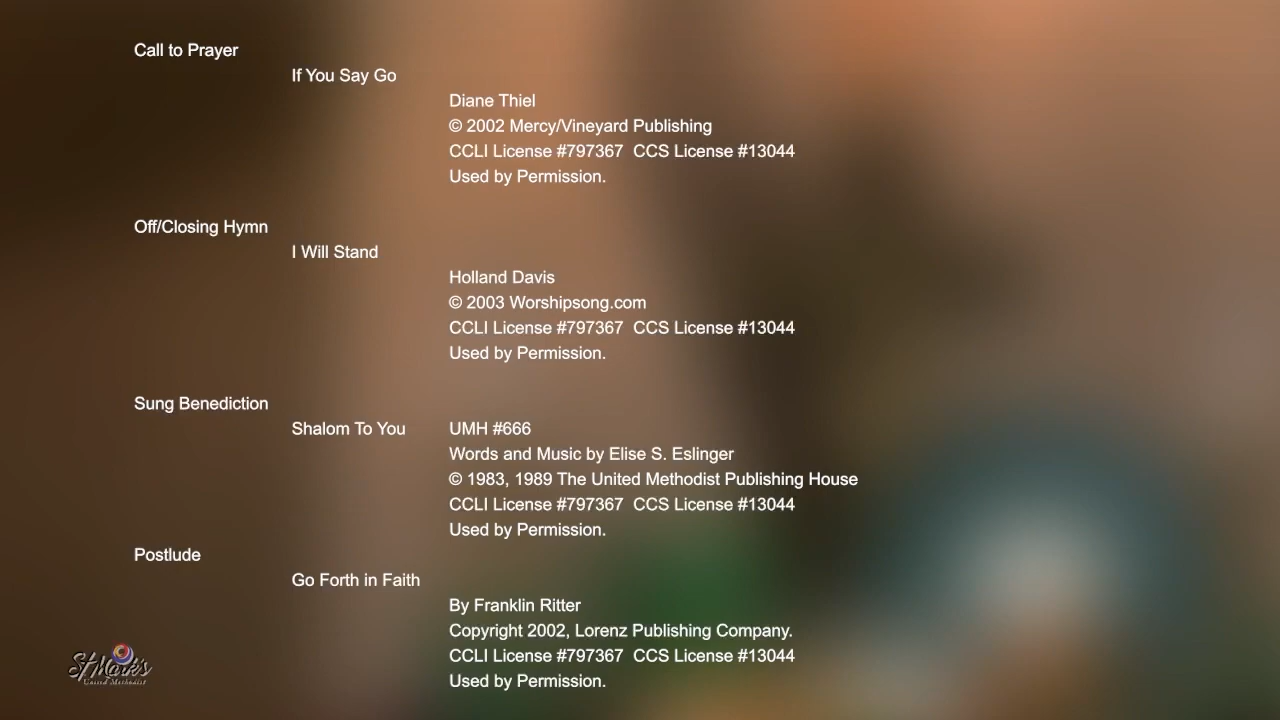 Call to Prayer
If You Say Go
Diane Thiel
© 2002 Mercy/Vineyard Publishing
CCLI License #797367  CCS License #13044
Used by Permission.
Off/Closing Hymn
I Will Stand
Holland Davis
© 2003 Worshipsong.com
CCLI License #797367  CCS License #13044
Used by Permission.
Sung Benediction
Shalom To You UMH #666
Words and Music by Elise S. Eslinger
© 1983, 1989 The United Methodist Publishing House
CCLI License #797367  CCS License #13044
Used by Permission.
Postlude
Go Forth in Faith
By Franklin Ritter
Copyright 2002, Lorenz Publishing Company.
CCLI License #797367  CCS License #13044
Used by Permission.
St Mark's
United Methodist